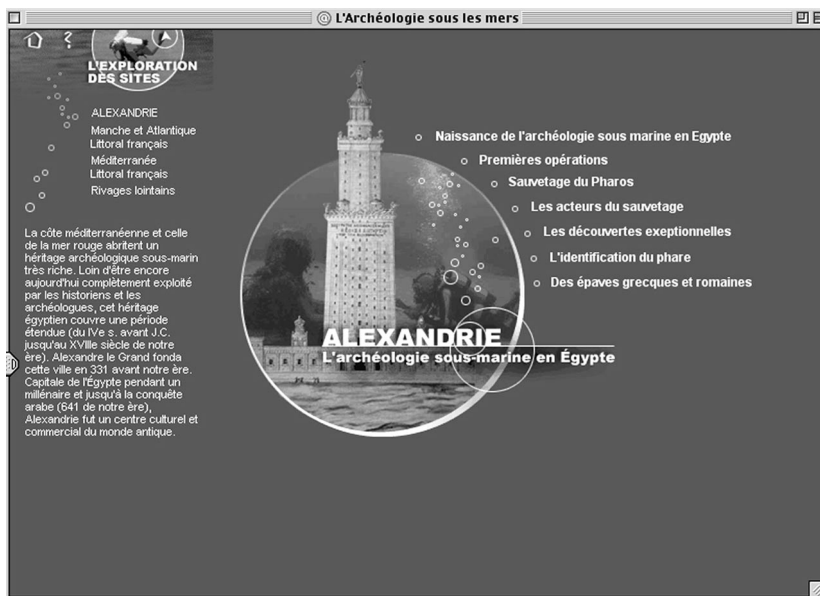 @ L'Archéologie sous les mers
L'EXPLORATION
DES SITES
ALEXANDRIE
Manche et Atlantique
Littoral français
Méditerranée
Littoral français
Rivages lointains
La côte méditerranéenne et celle
de la mer rouge abritent un
héritage archéologique sous-marin
très riche. Loin d'être encore
aujourd'hui complètement exploité
par les historiens et les
archéologues, cet héritage
égyptien couvre une période
étendue (du IVe s. avant J.C.
jusqu'au XVIIIe siècle de notre
ère). Alexandre le Grand fonda
cette ville en 331 avant notre ère.
Capitale de l'Égypte pendant un
millénaire et jusqu'à la conquête
arabe (641 de notre ère),
Alexandrie fut un centre culturel et
commercial du monde antique.
Naissance de l'archéologie sous marine en Egypte
Premières opérations
Sauvetage du Pharos
Les acteurs du sauvetage
Les découvertes exeptionnelles
L'identification du phare
Des épaves grecques et romaines
ALEXANDRIE
L'archéologie sous-marine en Égypte